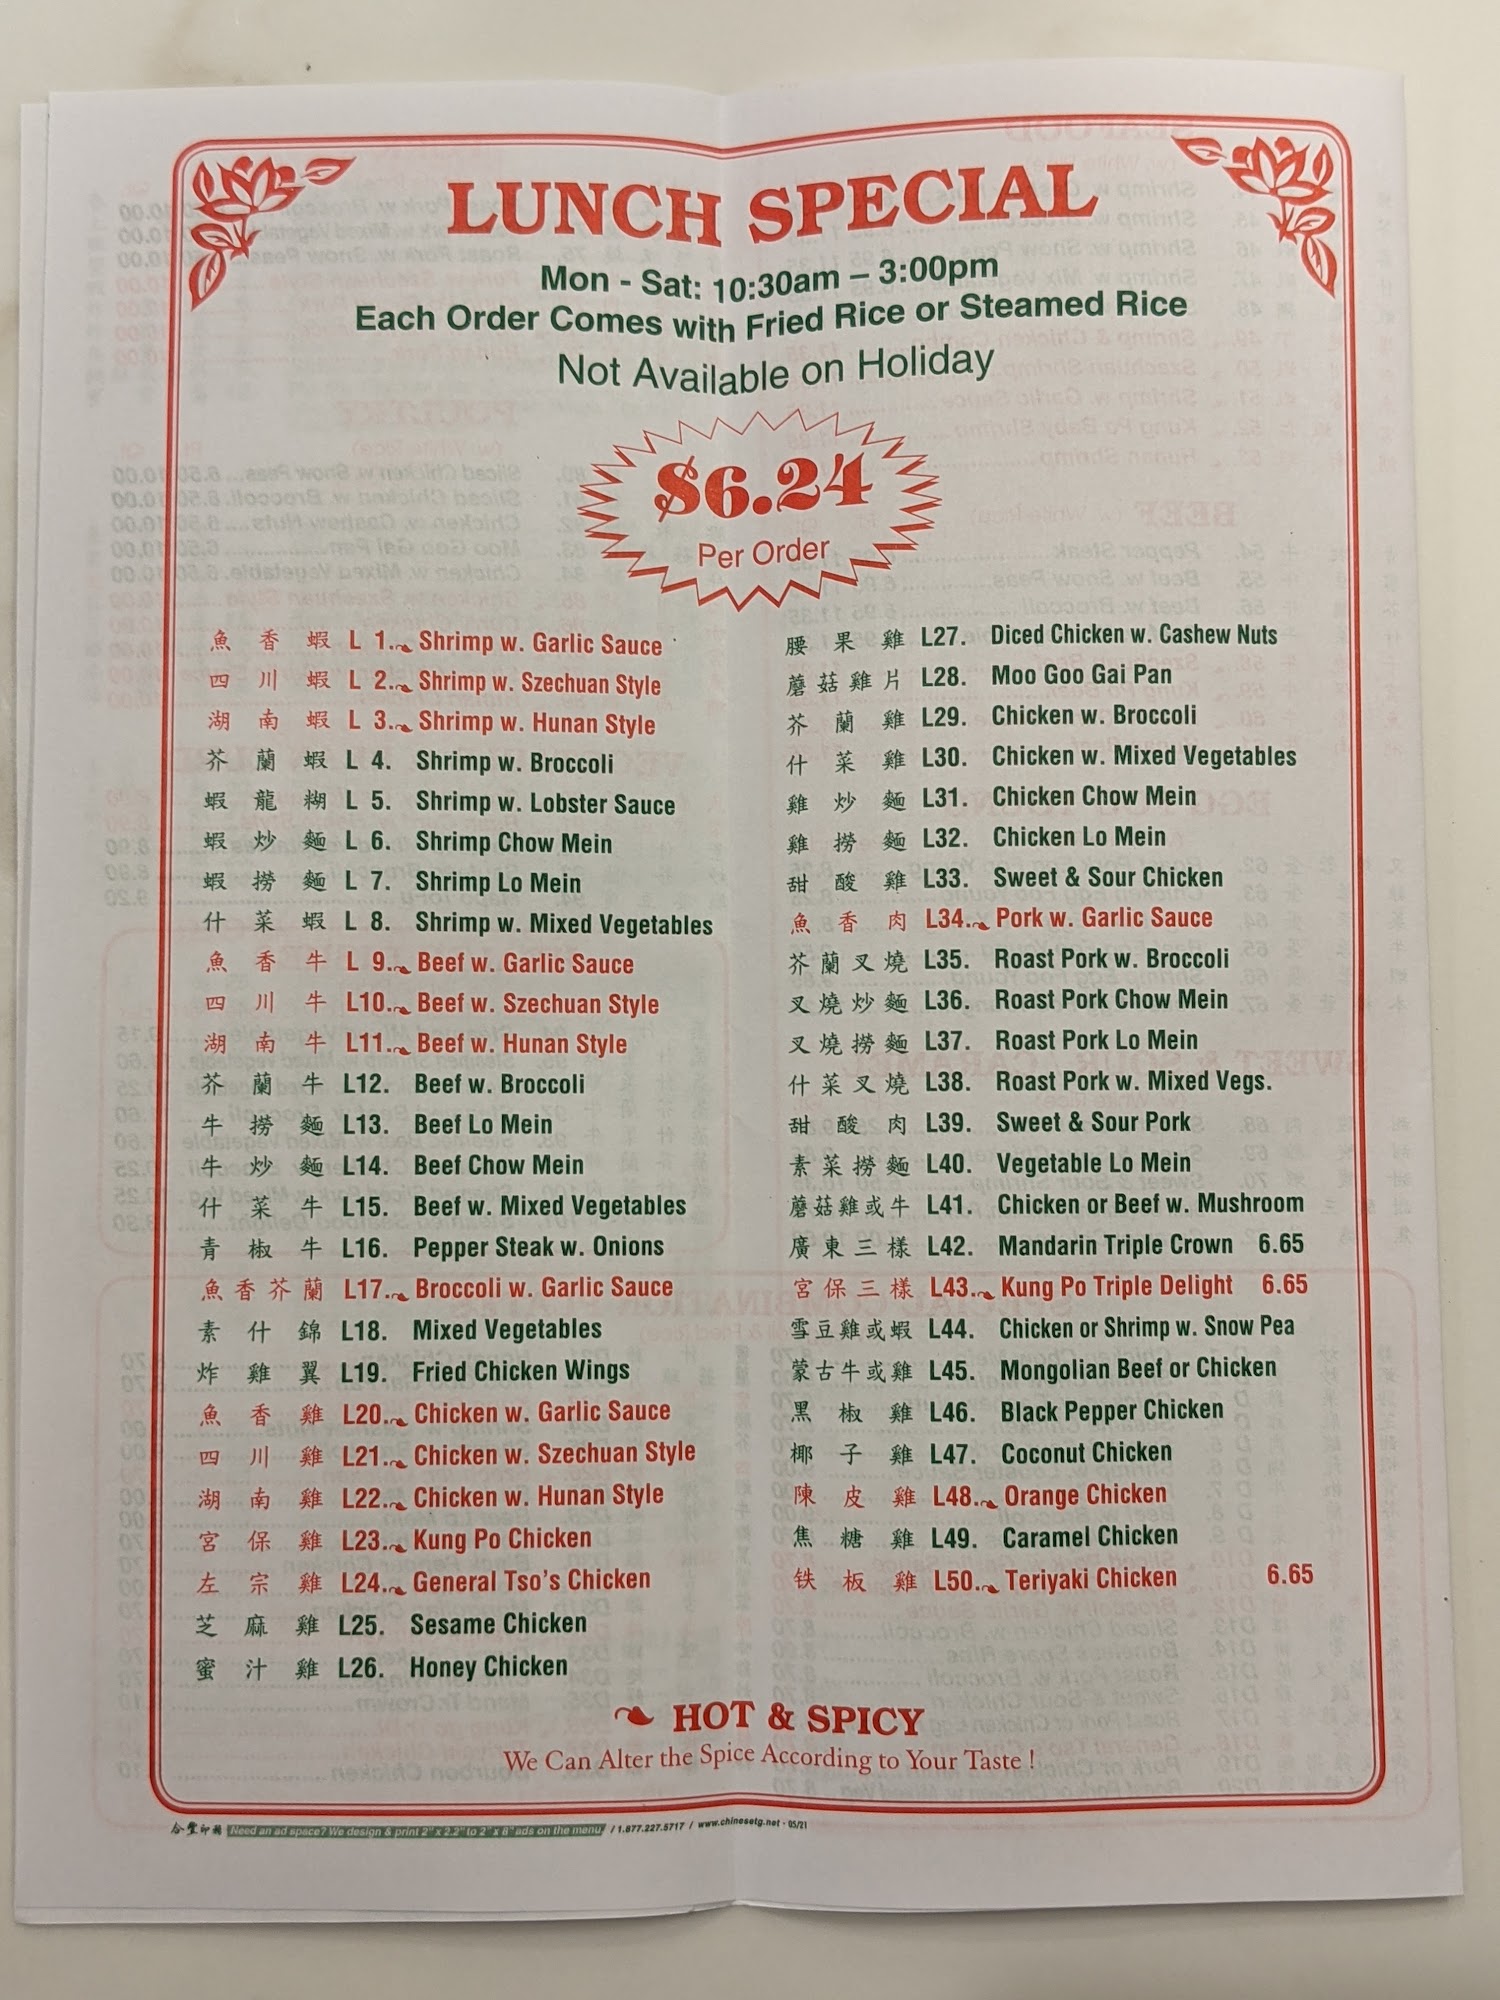 LUNCH SPECIAL
Mon - Sat: 10:30am – 3:00pm
Each Order Comes with Fried Rice or Steamed Rice
Not Available on Holiday
$6.24
Per Order
魚香蝦 L 1. Shrimp w. Garlic Sauce
四川蝦 L 2. Shrimp w. Szechuan Style
湖南蝦 L 3. Shrimp w. Hunan Style
芥蘭蝦 L 4. Shrimp w. Broccoli
蝦龍糊 L 5. Shrimp w. Lobster Sauce
蝦炒麵 L 6. Shrimp Chow Mein
蝦撈麵 L 7. Shrimp Lo Mein
什菜蝦 L 8. Shrimp w. Mixed Vegetables
魚香牛 L 9. Beef w. Garlic Sauce
四川牛 L10. Beef w. Szechuan Style
湖南牛 L11. Beef w. Hunan Style
芥蘭牛 L12. Beef w. Broccoli
牛撈麵 L13. Beef Lo Mein
牛炒麵 L14. Beef Chow Mein
什菜牛 L15. Beef w. Mixed Vegetables
青椒牛 L16. Pepper Steak w. Onions
魚香芥蘭 L17. Broccoli w. Garlic Sauce
素什錦 L18. Mixed Vegetables
炸雞翼 L19. Fried Chicken Wings
魚香雞 L20. Chicken w. Garlic Sauce
四川雞 L21. Chicken w. Szechuan Style
湖南雞 L22. Chicken w. Hunan Style
宮保雞 L23. Kung Po Chicken
左宗雞 L24. General Tso's Chicken
芝麻雞 L25. Sesame Chicken
蜜汁雞 L26. Honey Chicken
腰果雞 L27. Diced Chicken w. Cashew Nuts
蘑菇雞片 L28. Moo Goo Gai Pan
芥蘭雞 L29. Chicken w. Broccoli
什菜雞 L30. Chicken w. Mixed Vegetables
雞炒麵 L31. Chicken Chow Mein
雞撈麵 L32. Chicken Lo Mein
甜酸雞 L33. Sweet & Sour Chicken
魚香肉 L34. Pork w. Garlic Sauce
芥蘭叉燒 L35. Roast Pork w. Broccoli
叉燒炒麵 L36. Roast Pork Chow Mein
叉燒撈麵 L37. Roast Pork Lo Mein
什菜叉燒 L38. Roast Pork w. Mixed Vegs.
甜酸肉 L39. Sweet & Sour Pork
素菜撈麵 L40. Vegetable Lo Mein
蘑菇雞或牛 L41. Chicken or Beef w. Mushroom
廣東三樣 L42. Mandarin Triple Crown 6.65
宮保三樣 L43. Kung Po Triple Delight 6.65
雪豆雞或蝦 L44. Chicken or Shrimp w. Snow Pea
蒙古牛或雞 L45. Mongolian Beef or Chicken
黑椒雞 L46. Black Pepper Chicken
椰子雞 L47. Coconut Chicken
陳皮雞 L48. Orange Chicken
焦糖雞 L49. Caramel Chicken
铁板雞 L50. Teriyaki Chicken 6.65
HOT & SPICY
We Can Alter the Spice According to Your Taste !
Need an ad space? We design & print 2" x 2.2" to 2" x 8" ads on the menu / 1.877.227.5717 / www.chinesetg.net - 05/21